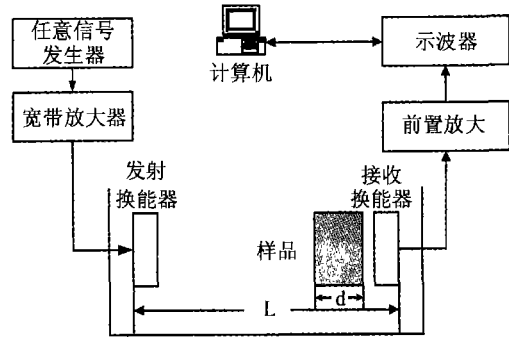 任意信号
发生器
计算机
示波器
宽带放大器
前置放大
发射
换能器
接收
换能器
样品
d
L